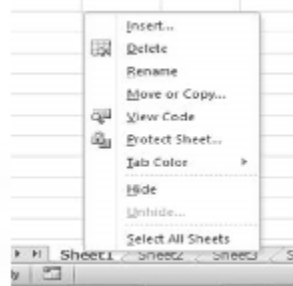 Insert...
Delete
Rename
Move or Copy...
View Code
Protect Sheet...
Tab Color
Hide
Unhide...
Select All Sheets
Sheet1 Sheet2 Sheet3